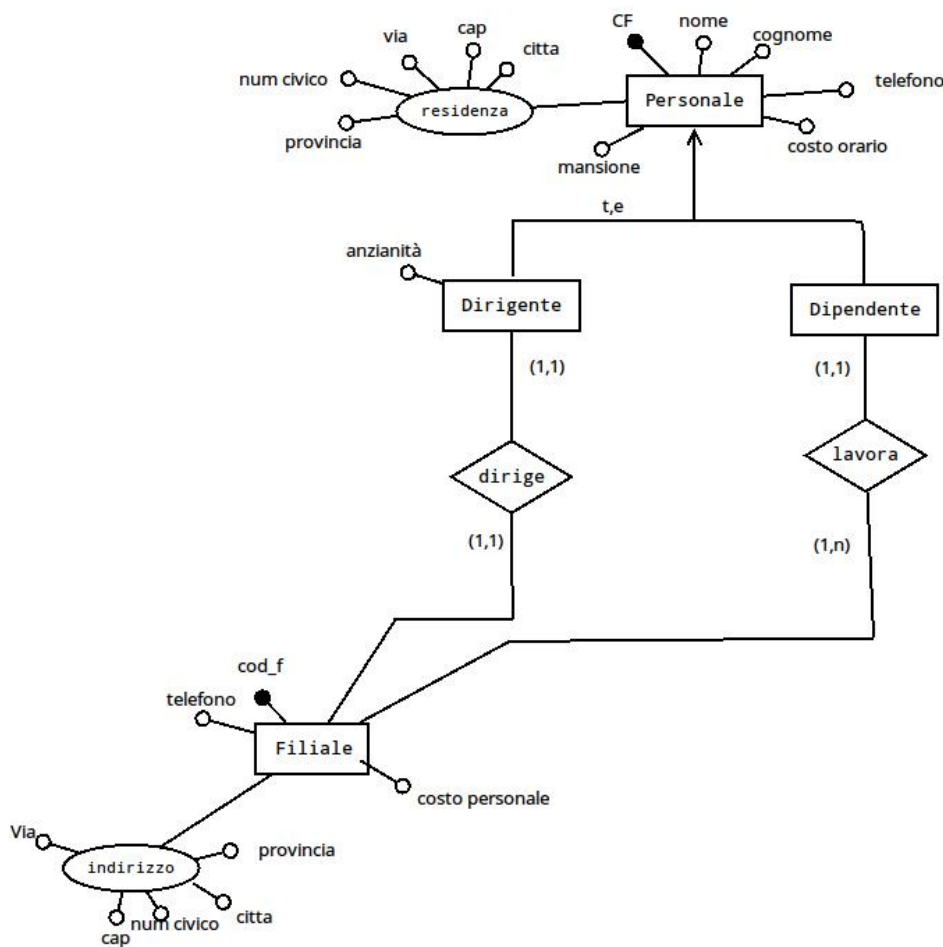 CF
nome
cognome
via
cap
citta
num civico
telefono
residenza
Personale
provincia
costo orario
mansione
t,e
anzianità
Dirigente
Dipendente
(1,1)
(1,1)
lavora
dirige
(1,1)
(1,n)
cod_f
telefono
Filiale
costo personale
Via
provincia
indirizzo
citta
num civico
cap